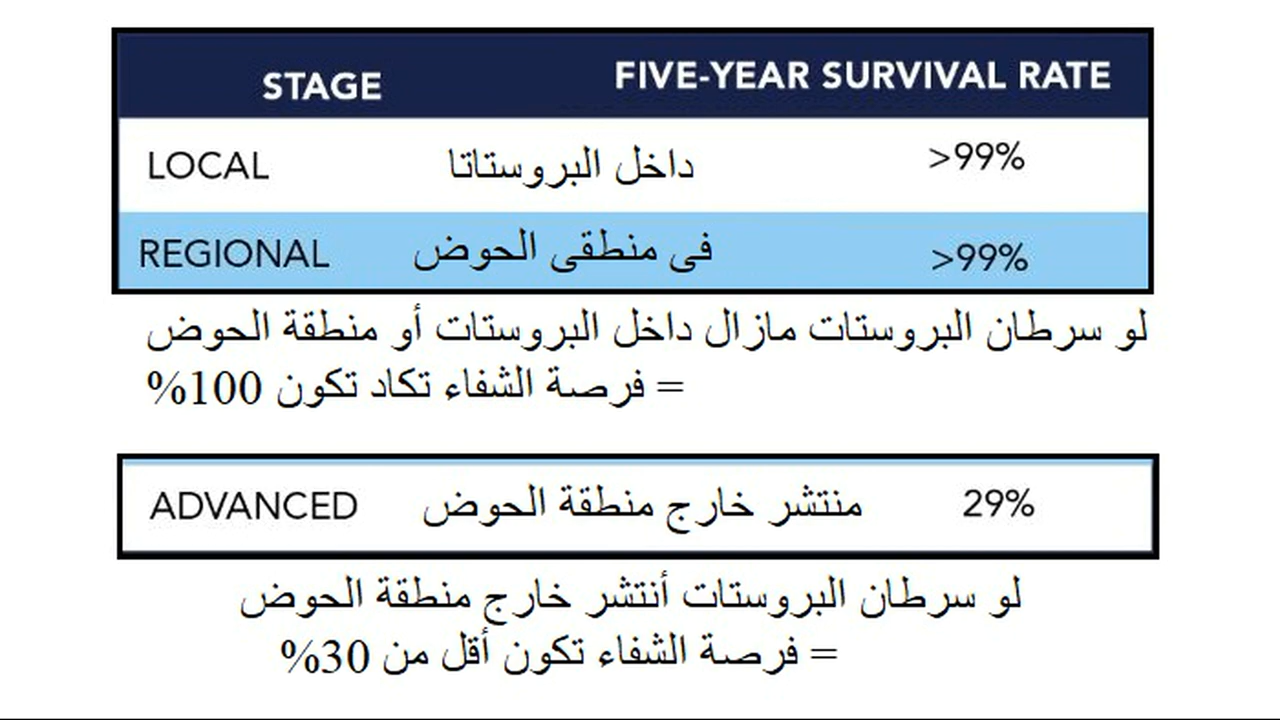 STAGE FIVE-YEAR SURVIVAL RATE
LOCAL داخل البروستاتا >99%
REGIONAL فى منطقى الحوض >99%
لو سرطان البروستات مازال داخل البروستات أو منطقة الحوض
= فرصة الشفاء تكاد تكون 100%
ADVANCED منتشر خارج منطقة الحوض 29%
لو سرطان البروستات أنتشر خارج منطقة الحوض
= فرصة الشفاء تكون أقل من 30%